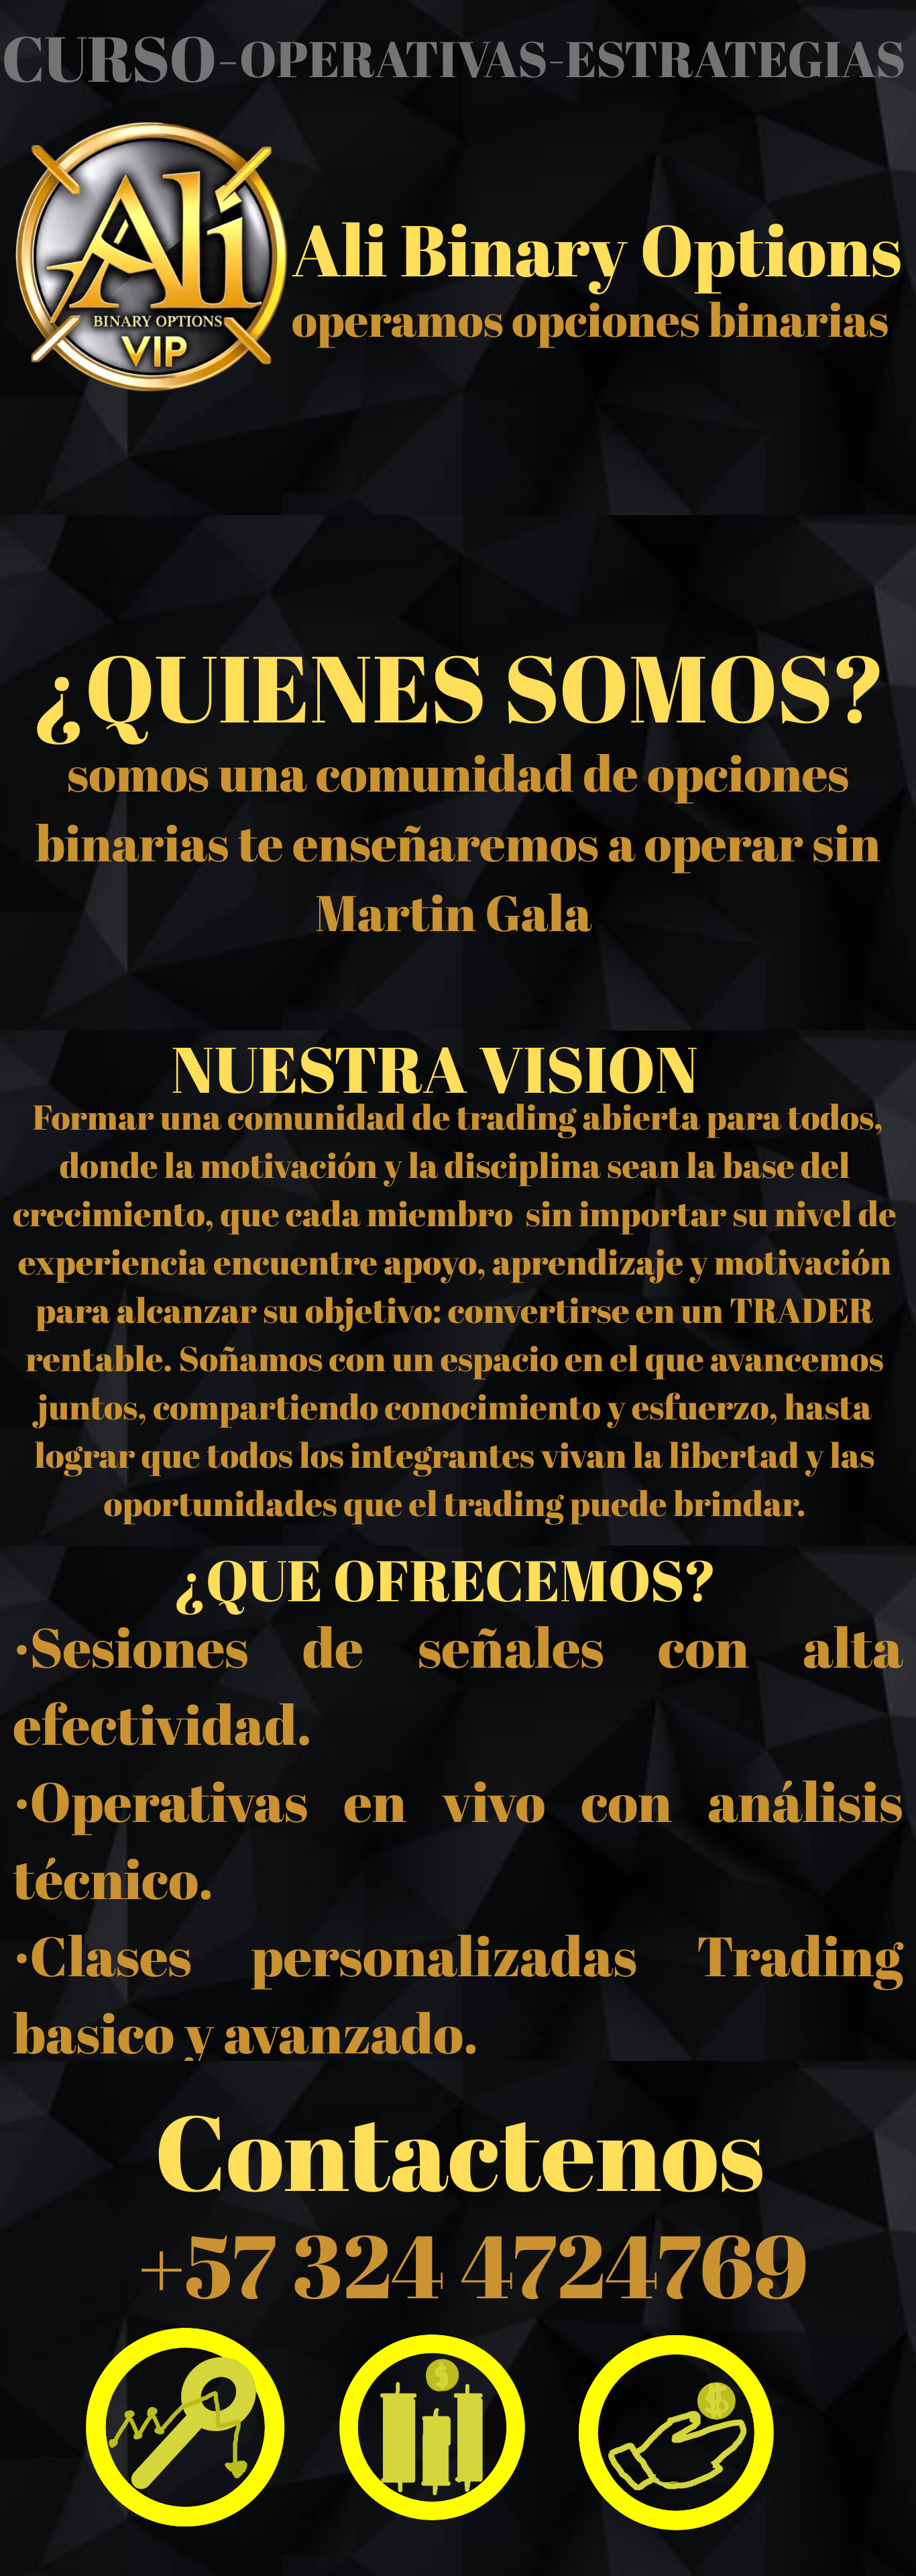 CURSO-OPERATIVAS-ESTRATEGIAS
Ali
BINARY OPTIONS
VIP
Ali Binary Options
operamos opciones binarias
¿QUIENES SOMOS?
somos una comunidad de opciones
binarias te enseñaremos a operar sin
Martin Gala
NUESTRA VISION
Formar una comunidad de trading abierta para todos,
donde la motivación y la disciplina sean la base del
crecimiento, que cada miembro  sin importar su nivel de
experiencia encuentre apoyo, aprendizaje y motivación
para alcanzar su objetivo: convertirse en un TRADER
rentable. Soñamos con un espacio en el que avancemos
juntos, compartiendo conocimiento y esfuerzo, hasta
lograr que todos los integrantes vivan la libertad y las
oportunidades que el trading puede brindar.
¿QUE OFRECEMOS?
·Sesiones de señales con alta
efectividad.
·Operativas en vivo con análisis
técnico.
·Clases personalizadas Trading
basico y avanzado.
Contactenos
+57 324 4724769
$
$